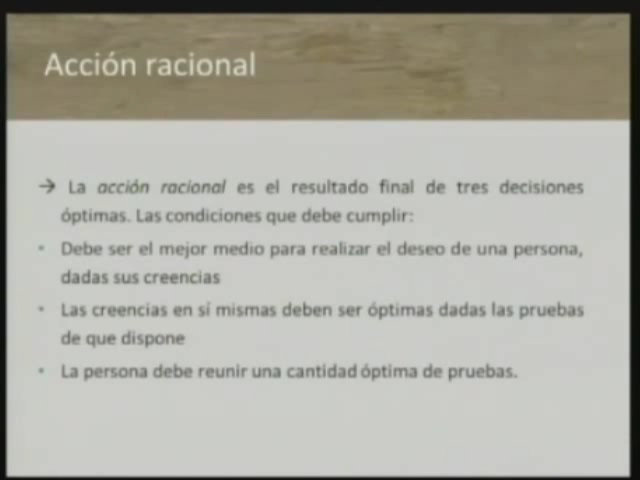 Acción racional
→ La acción racional es el resultado final de tres decisiones
óptimas. Las condiciones que debe cumplir:
• Debe ser el mejor medio para realizar el deseo de una persona,
dadas sus creencias
• Las creencias en sí mismas deben ser óptimas dadas las pruebas
de que dispone
• La persona debe reunir una cantidad óptima de pruebas.